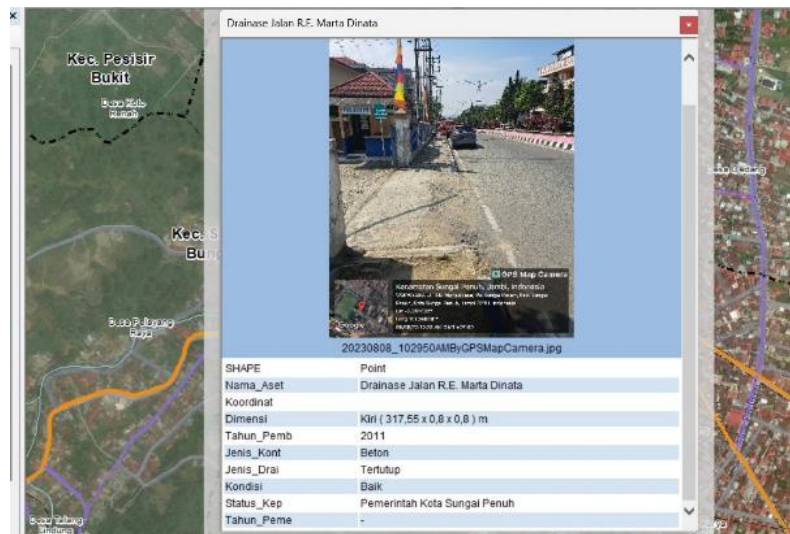 Drainase Jalan R.E. Marta Dinata
Kec. Pesisir
Bukit
Desa Koto
Renah
Kec. S
Bun
Desa Pelayang
Raya
Desa Talang
Lindung
GPS Map Camera
Kecamatan Sungai Penuh, Jambi, Indonesia
Google
20230808_102950AMByGPSMapCamera.jpg
SHAPE Point
Nama_Aset Drainase Jalan R.E. Marta Dinata
Koordinat
Dimensi Kiri ( 317,55 x 0,8 x 0,8 ) m
Tahun_Pemb 2011
Jenis_Kont Beton
Jenis_Drai Tertutup
Kondisi Baik
Status_Kep Pemerintah Kota Sungai Penuh
Tahun_Peme -